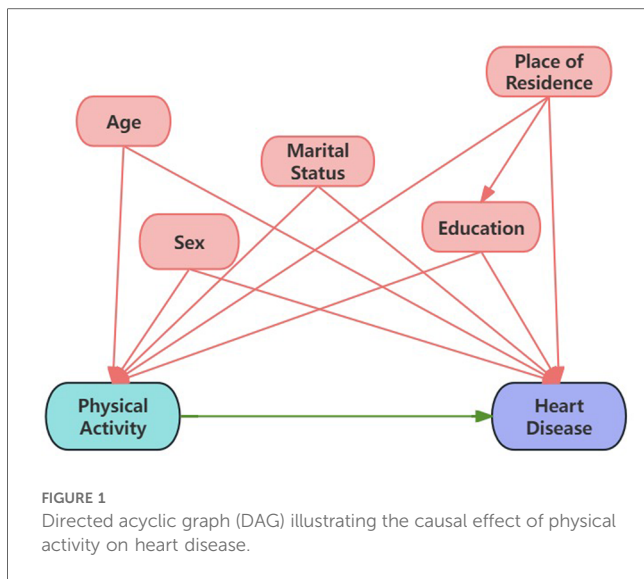 Place of
Residence
Age
Marital
Status
Sex
Education
Physical
Activity
Heart
Disease
FIGURE 1
Directed acyclic graph (DAG) illustrating the causal effect of physical
activity on heart disease.